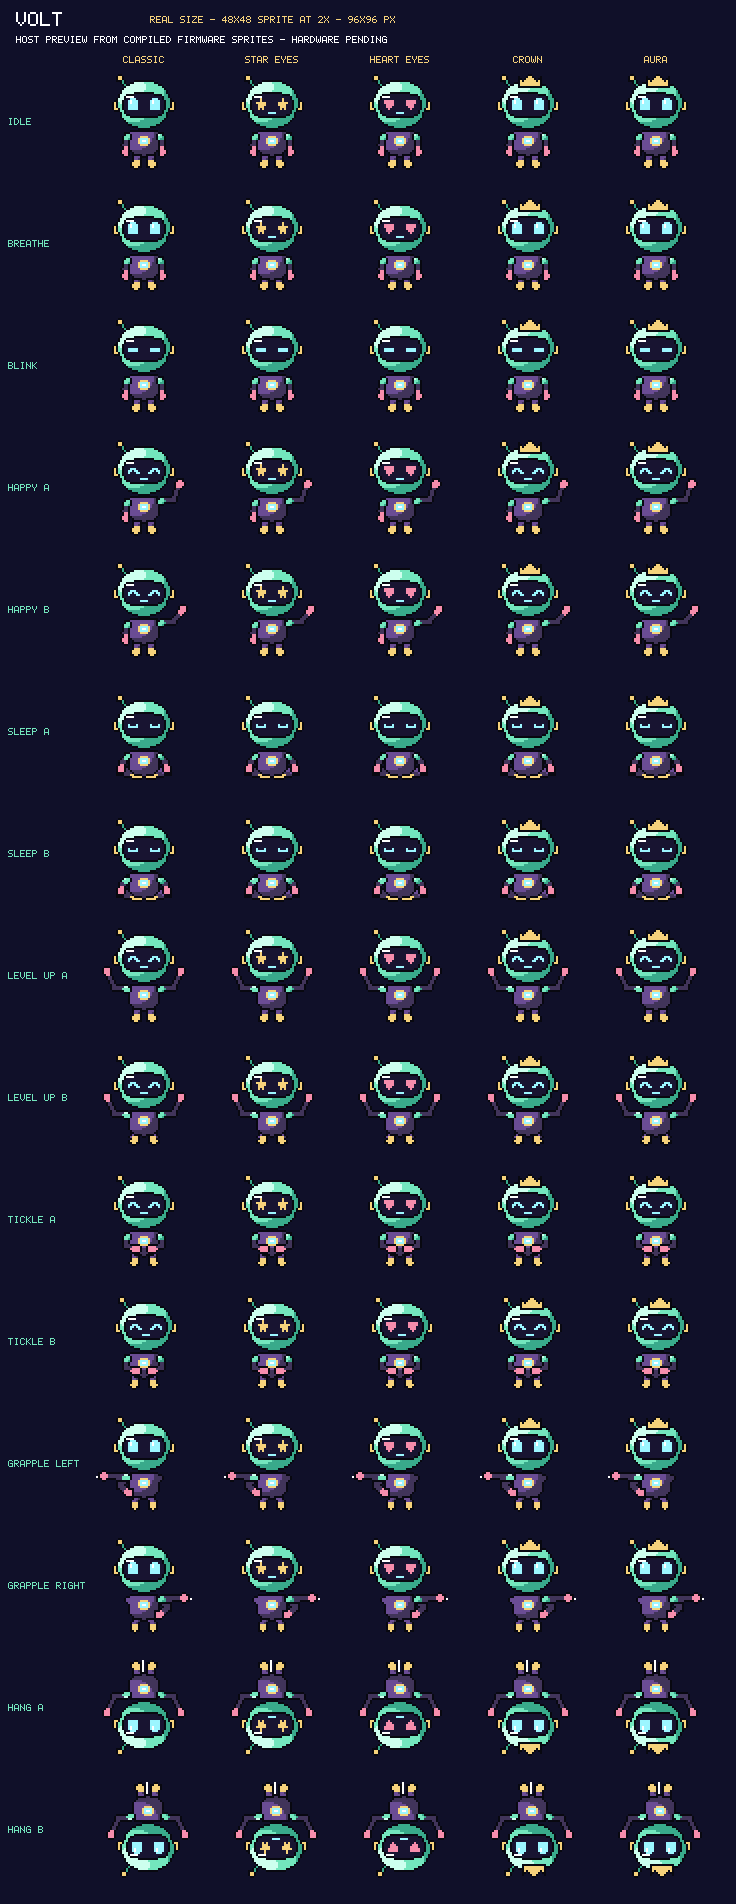 VOLT REAL SIZE - 48X48 SPRITE AT 2X - 96X96 PX
HOST PREVIEW FROM COMPILED FIRMWARE SPRITES - HARDWARE PENDING
CLASSIC STAR EYES HEART EYES CROWN AURA
IDLE
BREATHE
BLINK
HAPPY A
HAPPY B
SLEEP A
SLEEP B
LEVEL UP A
LEVEL UP B
TICKLE A
TICKLE B
GRAPPLE LEFT
GRAPPLE RIGHT
HANG A
HANG B